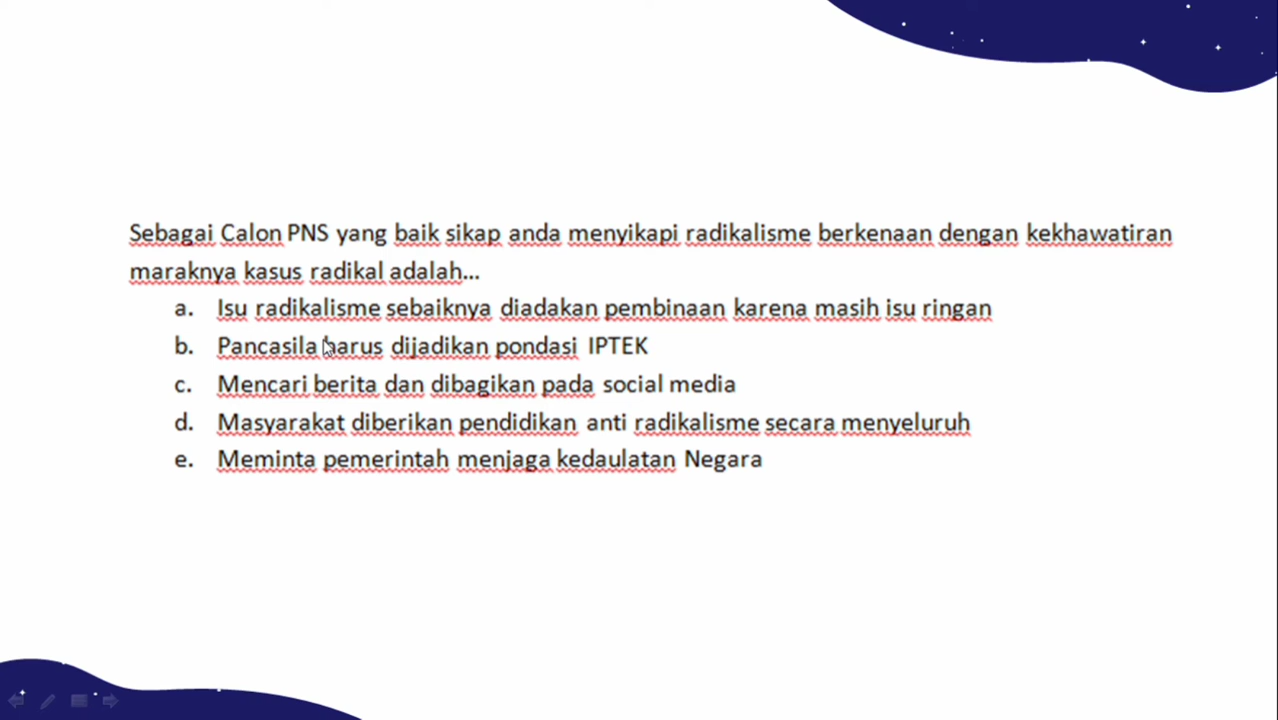 Sebagai Calon PNS yang baik sikap anda menyikapi radikalisme berkenaan dengan kekhawatiran
maraknya kasus radikal adalah...
a. Isu radikalisme sebaiknya diadakan pembinaan karena masih isu ringan
b. Pancasila harus dijadikan pondasi IPTEK
c. Mencari berita dan dibagikan pada social media
d. Masyarakat diberikan pendidikan anti radikalisme secara menyeluruh
e. Meminta pemerintah menjaga kedaulatan Negara